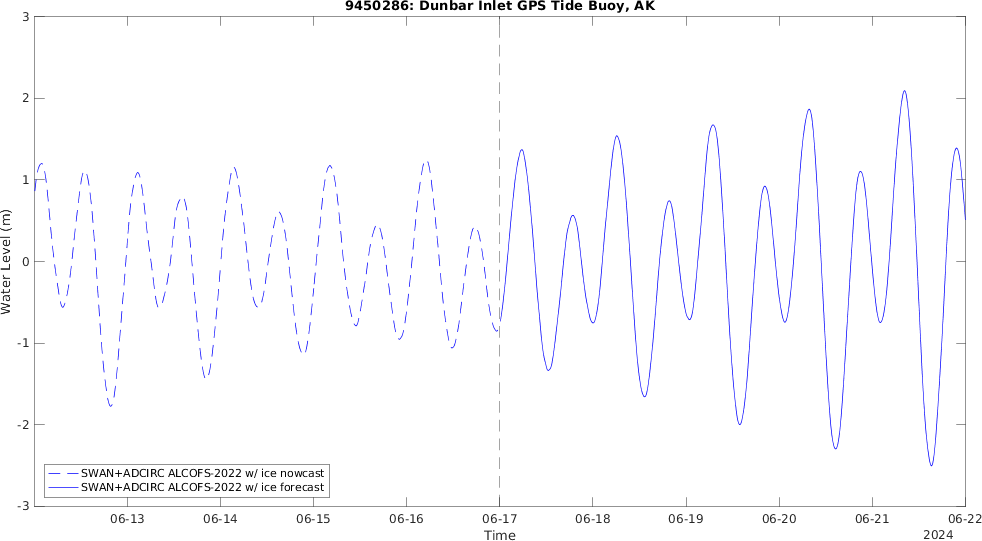 9450286: Dunbar Inlet GPS Tide Buoy, AK
3
2
1
0
-1
-2
-3
Water Level (m)
SWAN+ADCIRC ALCOFS-2022 w/ ice nowcast
SWAN+ADCIRC ALCOFS-2022 w/ ice forecast
06-13 06-14 06-15 06-16 06-17 06-18 06-19 06-20 06-21 06-22
Time
2024